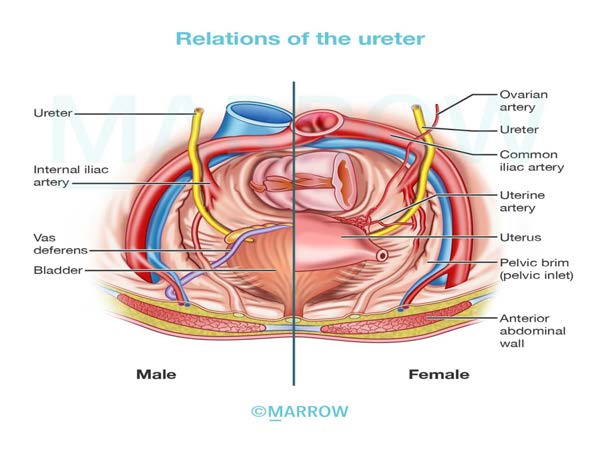 Relations of the ureter
MARROW
Ureter
Internal iliac
artery
Vas
deferens
Bladder
Ovarian
artery
Ureter
Common
iliac artery
Uterine
artery
Uterus
Pelvic brim
(pelvic inlet)
Anterior
abdominal
wall
Male
Female
©MARROW